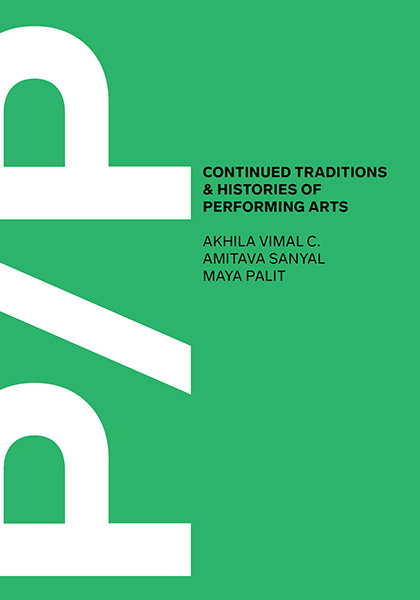 P/P
CONTINUED TRADITIONS
& HISTORIES OF
PERFORMING ARTS
AKHILA VIMAL C.
AMITAVA SANYAL
MAYA PALIT